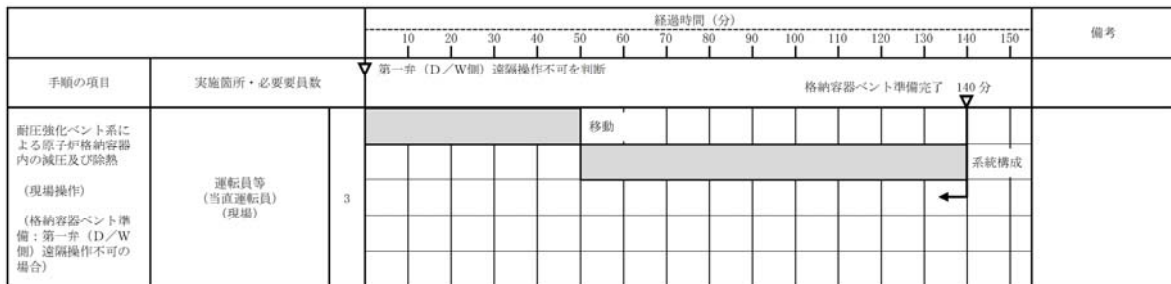 経過時間（分）
備考
10 20 30 40 50 60 70 80 90 100 110 120 130 140 150
手順の項目
実施箇所・必要要員数
第一弁（D／W側）遠隔操作不可を判断
格納容器ベント準備完了 140 分
耐圧強化ベント系に
よる原子炉格納容器
内の減圧及び除熱
（現場操作）
（格納容器ベント準
備：第一弁（D／W
側）遠隔操作不可の
場合）
運転員等
（当直運転員）
（現場）
3
移動
系統構成